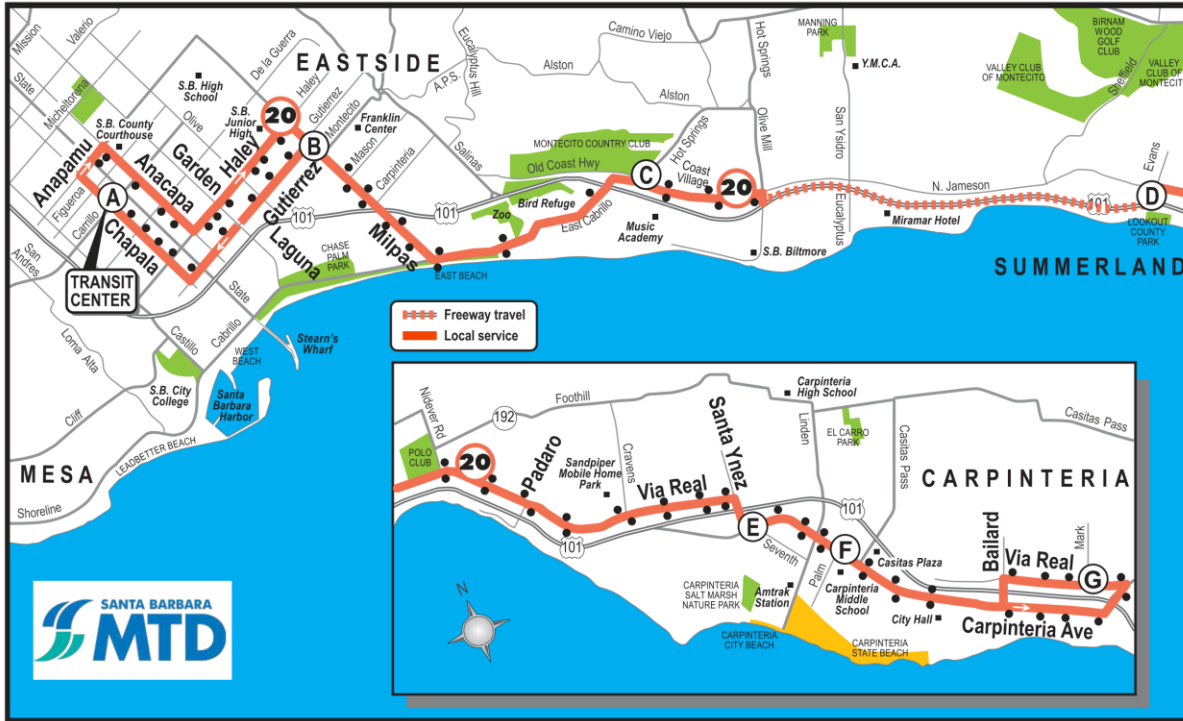 Mission
Valerio
State
Micheltorena
S.B. High
School
De la Guerra
EASTSIDE
Eucalyptus Hill
A.P.S.
Camino Viejo
Alston
Alston
Hot Springs
MANNING
PARK
Y.M.C.A.
BIRNAM
WOOD
GOLF
CLUB
VALLEY CLUB
OF MONTECITO
VALLEY
CLUB OF
MONTECITO
Sheffield
S.B. County
Courthouse
Olive
S.B.
Junior
High
20
Haley
Gutierrez
Montecito
Franklin
Center
B
Mason
Carpinteria
Salinas
MONTECITO COUNTRY CLUB
Old Coast Hwy
Hot Springs
Olive Mill
San Ysidro
Anapamu
A
Figueroa
Carrillo
Anacapa
Garden
Haley
Gutierrez
Chapala
Laguna
101
101
Milpas
Zoo
Bird Refuge
East Cabrillo
C
Coast
Village
20
Music
Academy
S.B. Biltmore
Eucalyptus
N. Jameson
Miramar Hotel
101
Evans
D
LOOKOUT
COUNTY
PARK
SUMMERLAND
San
Andres
TRANSIT
CENTER
CHASE
PALM
PARK
EAST BEACH
State
Loma Alta
Castillo
Cabrillo
WEST
BEACH
Stearn's
Wharf
S.B. City
College
Santa
Barbara
Harbor
Cliff
LEADBETTER BEACH
MESA
Shoreline
Freeway travel
Local service
Nidever Rd
192
Foothill
POLO
CLUB
20
Padaro
Sandpiper
Mobile Home
Park
Cravens
Via Real
Santa Ynez
Carpinteria
High School
Linden
EL CARRO
PARK
Casitas Pass
Casitas Pass
CARPINTERIA
101
101
E
Seventh
F
Palm
Casitas Plaza
Carpinteria
Middle
School
City Hall
Bailard
Via Real
Mark
G
Carpinteria Ave
CARPINTERIA
SALT MARSH
NATURE PARK
Amtrak
Station
CARPINTERIA
CITY BEACH
CARPINTERIA
STATE BEACH
N
SANTA BARBARA
MTD